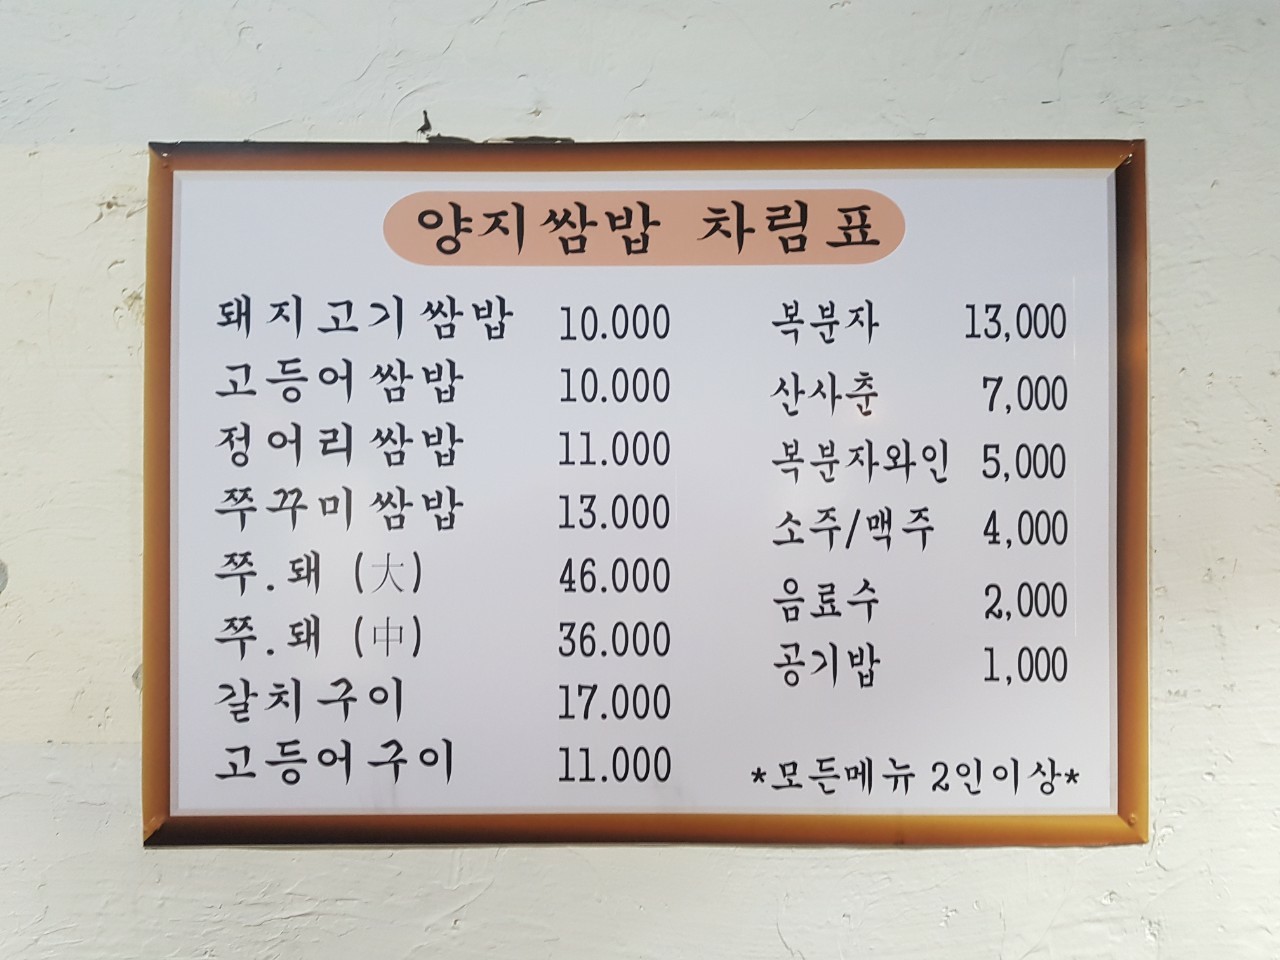 양지쌈밥 차림표
돼지고기쌈밥 10.000
고등어쌈밥 10.000
정어리쌈밥 11.000
쭈꾸미쌈밥 13.000
쭈.돼 (大) 46.000
쭈.돼 (中) 36.000
갈치구이 17.000
고등어구이 11.000
복분자 13,000
산사춘 7,000
복분자와인 5,000
소주/맥주 4,000
음료수 2,000
공기밥 1,000
*모든메뉴 2인이상*